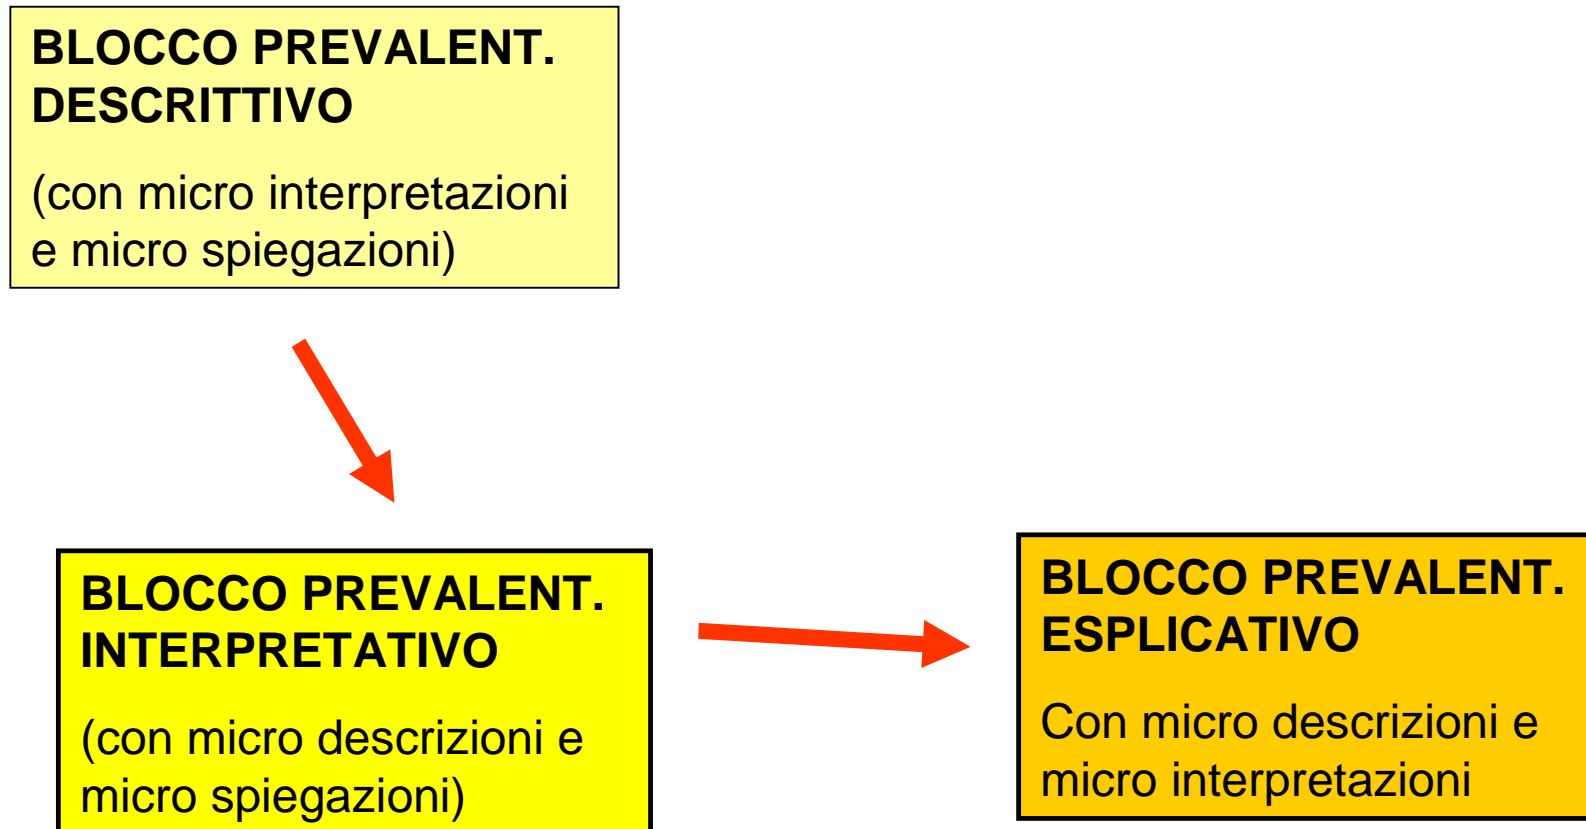 BLOCCO PREVALENT.
DESCRITTIVO
(con micro interpretazioni
e micro spiegazioni)
BLOCCO PREVALENT.
INTERPRETATIVO
(con micro descrizioni e
micro spiegazioni)
BLOCCO PREVALENT.
ESPLICATIVO
Con micro descrizioni e
micro interpretazioni